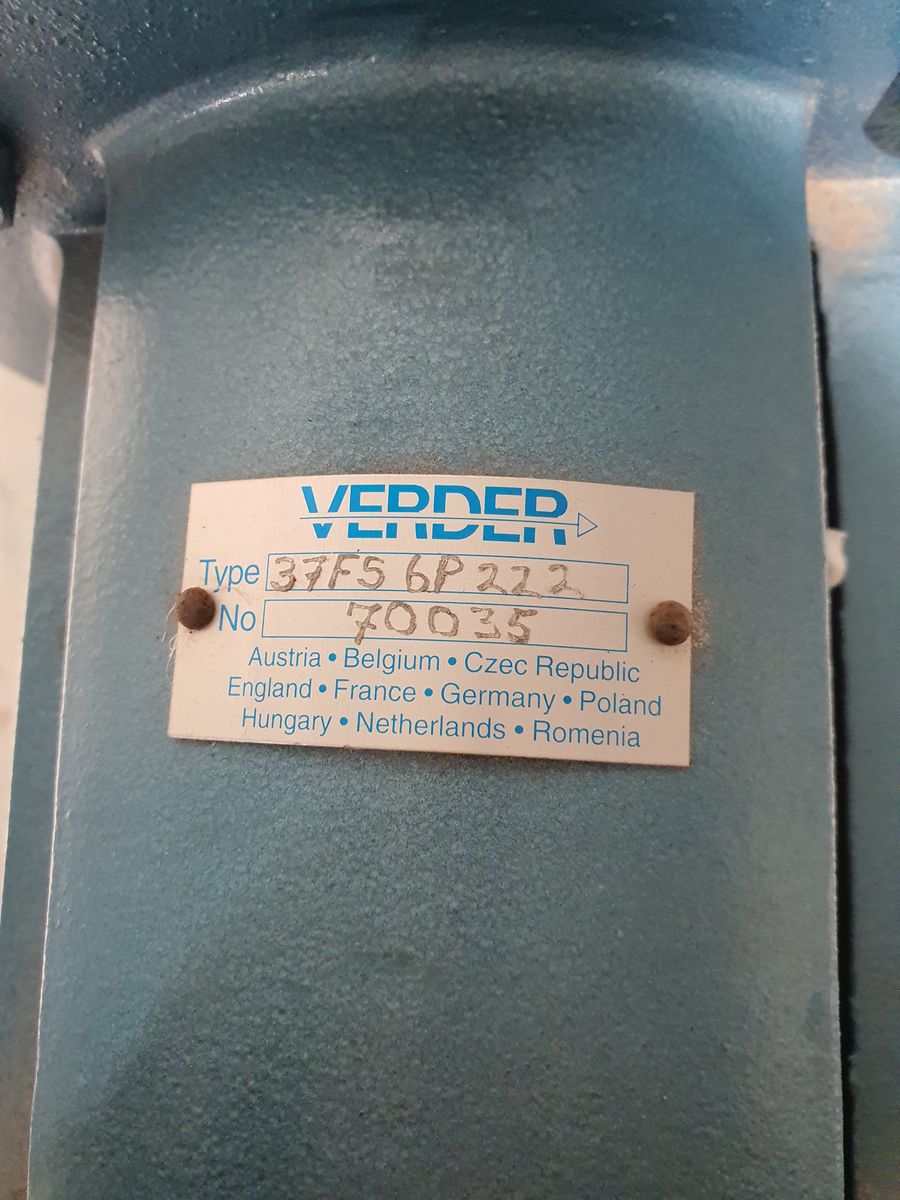 VERDER
Type 37FS 6P 222
No 70035
Austria • Belgium • Czec Republic
England • France • Germany • Poland
Hungary • Netherlands • Romenia